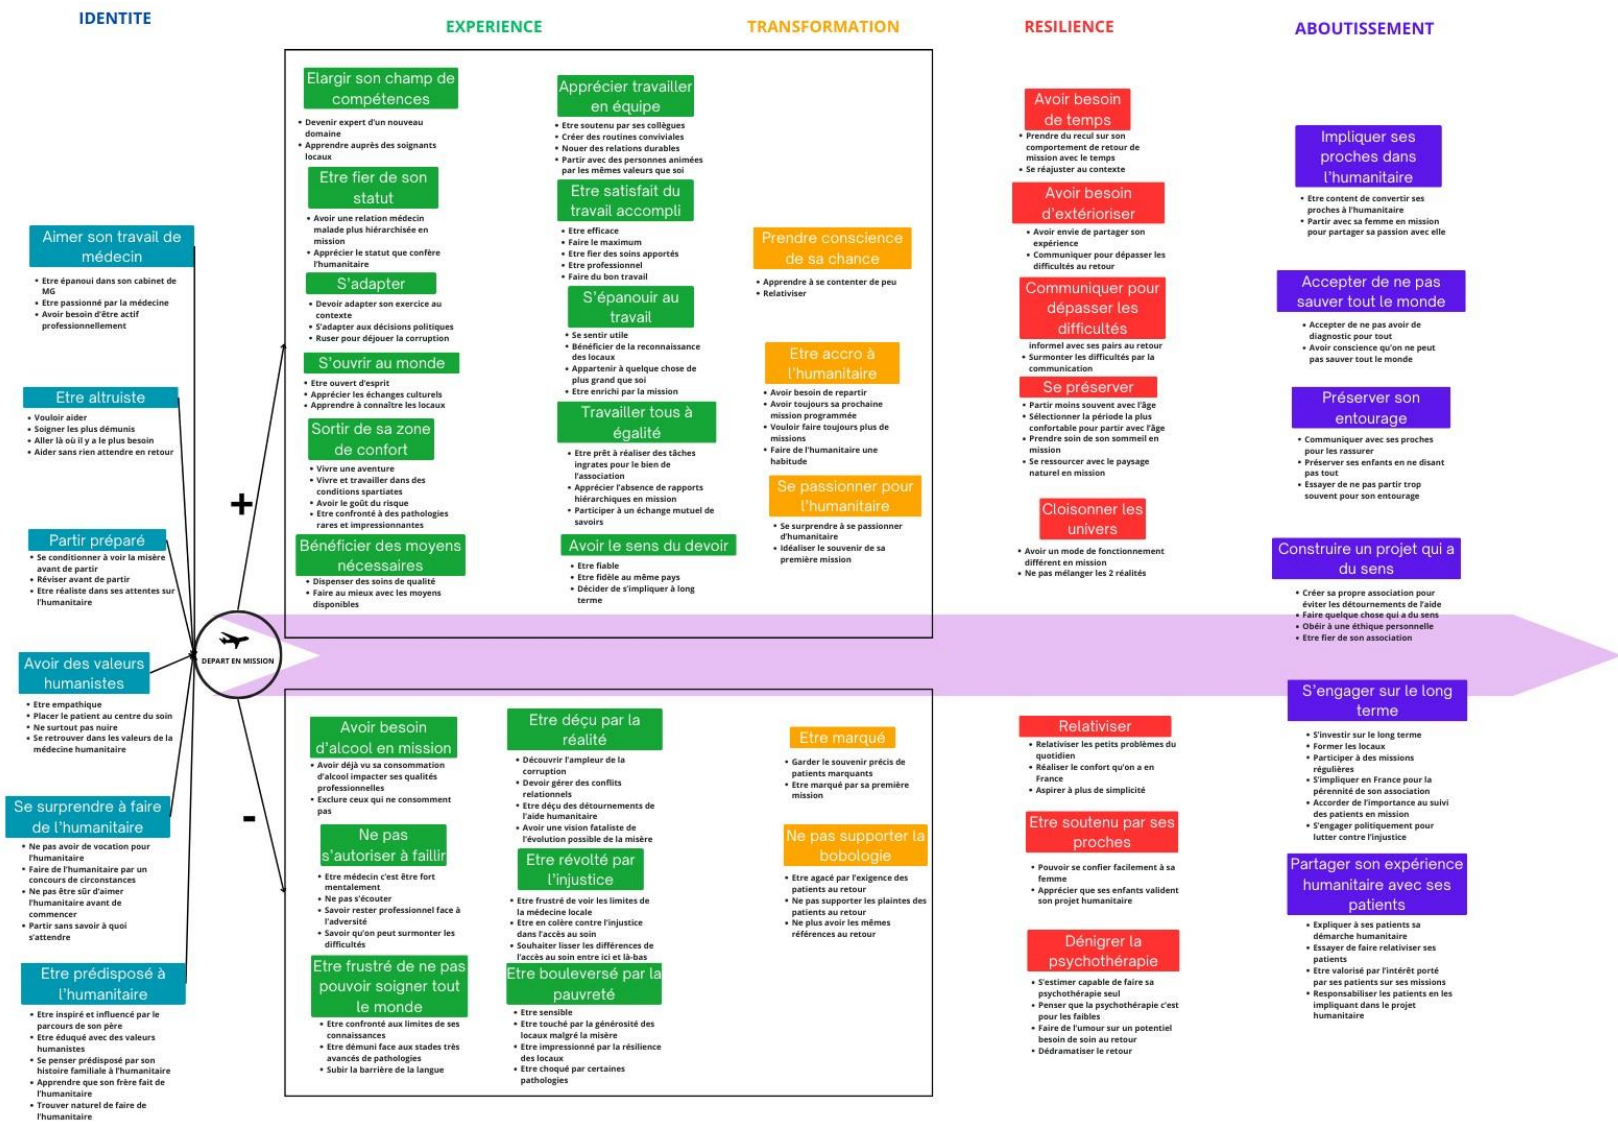 IDENTITE
EXPERIENCE
TRANSFORMATION
RESILIENCE
ABOUTISSEMENT
Aimer son travail de
médecin
• Etre épanoui dans son cabinet de
MG
• Etre passionné par la médecine
• Avoir besoin d'être actif
professionnellement
Etre altruiste
• Vouloir aider
• Soigner les plus démunis
• Aller là où il y a le plus besoin
• Aider sans rien attendre en retour
Partir préparé
• Se conditionner à voir la misère
avant de partir
• Réviser avant de partir
• Etre réaliste dans ses attentes sur
l'humanitaire
Avoir des valeurs
humanistes
• Etre empathique
• Placer le patient au centre du soin
• Ne surtout pas nuire
• Se retrouver dans les valeurs de la
médecine humanitaire
Se surprendre à faire
de l'humanitaire
• Ne pas avoir de vocation pour
l'humanitaire
• Faire de l'humanitaire par un
concours de circonstances
• Ne pas être sûr d'aimer
l'humanitaire avant de
commencer
• Partir sans savoir à quoi
s'attendre
Etre prédisposé à
l'humanitaire
• Etre inspiré et influencé par le
parcours de son père
• Etre éduqué avec des valeurs
humanistes
• Se penser prédisposé par son
histoire familiale à l'humanitaire
• Apprendre que son frère fait de
l'humanitaire
• Trouver naturel de faire de
l'humanitaire
DEPART EN MISSION
+
-
Elargir son champ de
compétences
• Devenir expert d'un nouveau
domaine
• Apprendre auprès des soignants
locaux
Etre fier de son
statut
• Avoir une relation médecin
malade plus hiérarchisée en
mission
• Apprécier le statut que confère
l'humanitaire
S'adapter
• Devoir adapter son exercice au
contexte
• S'adapter aux décisions politiques
• Ruser pour déjouer la corruption
S'ouvrir au monde
• Etre ouvert d'esprit
• Apprécier les échanges culturels
• Apprendre à connaître les locaux
Sortir de sa zone
de confort
• Vivre une aventure
• Vivre et travailler dans des
conditions spartiates
• Avoir le goût du risque
• Etre confronté à des pathologies
rares et impressionnantes
Bénéficier des moyens
nécessaires
• Dispenser des soins de qualité
• Faire au mieux avec les moyens
disponibles
Apprécier travailler
en équipe
• Etre soutenu par ses collègues
• Créer des routines conviviales
• Nouer des relations durables
• Partir avec des personnes animées
par les mêmes valeurs que soi
Etre satisfait du
travail accompli
• Etre efficace
• Faire le maximum
• Etre fier des soins apportés
• Etre professionnel
• Faire du bon travail
S'épanouir au
travail
• Se sentir utile
• Bénéficier de la reconnaissance
des locaux
• Appartenir à quelque chose de
plus grand que soi
• Etre enrichi par la mission
Travailler tous à
égalité
• Etre prêt à réaliser des tâches
ingrates pour le bien de
l'association
• Apprécier l'absence de rapports
hiérarchiques en mission
• Participer à un échange mutuel de
savoirs
Avoir le sens du devoir
• Etre fiable
• Etre fidèle au même pays
• Décider de s'impliquer à long
terme
Prendre conscience
de sa chance
• Apprendre à se contenter de peu
• Relativiser
Etre accro à
l'humanitaire
• Avoir besoin de repartir
• Avoir toujours sa prochaine
mission programmée
• Vouloir faire toujours plus de
missions
• Faire de l'humanitaire une
habitude
Se passionner pour
l'humanitaire
• Se surprendre à se passionner
d'humanitaire
• Idéaliser le souvenir de sa
première mission
Avoir besoin
d'alcool en mission
• Avoir déjà vu sa consommation
d'alcool impacter ses qualités
professionnelles
• Exclure ceux qui ne consomment
pas
Ne pas
s'autoriser à faillir
• Etre médecin c'est être fort
mentalement
• Ne pas s'écouter
• Savoir rester professionnel face à
l'adversité
• Savoir qu'on peut surmonter les
difficultés
Etre frustré de ne pas
pouvoir soigner tout
le monde
• Etre confronté aux limites de ses
connaissances
• Etre démuni face aux stades très
avancés de pathologies
• Subir la barrière de la langue
Etre déçu par la
réalité
• Découvrir l'ampleur de la
corruption
• Devoir gérer des conflits
relationnels
• Etre déçu des détournements de
l'aide humanitaire
• Avoir une vision fataliste de
l'évolution possible de la misère
Etre révolté par
l'injustice
• Etre frustré de voir les limites de
la médecine locale
• Etre en colère contre l'injustice
dans l'accès au soin
• Souhaiter lisser les différences de
l'accès au soin entre ici et là-bas
Etre bouleversé par la
pauvreté
• Etre sensible
• Etre touché par la générosité des
locaux malgré la misère
• Etre impressionné par la résilience
des locaux
• Etre choqué par certaines
pathologies
Etre marqué
• Garder le souvenir précis de
patients marquants
• Etre marqué par sa première
mission
Ne pas supporter la
bobologie
• Etre agacé par l'exigence des
patients au retour
• Ne pas supporter les plaintes des
patients au retour
• Ne plus avoir les mêmes
références au retour
Avoir besoin
de temps
• Prendre du recul sur son
comportement de retour de
mission avec le temps
• Se réajuster au contexte
Avoir besoin
d'extérioriser
• Avoir envie de partager son
expérience
• Communiquer pour dépasser les
difficultés au retour
Communiquer pour
dépasser les
difficultés
informel avec ses pairs au retour
• Surmonter les difficultés par la
communication
Se préserver
• Partir moins souvent avec l'âge
• Sélectionner la période la plus
confortable pour partir avec l'âge
• Prendre soin de son sommeil en
mission
• Se ressourcer avec le paysage
naturel en mission
Cloisonner les
univers
• Avoir un mode de fonctionnement
différent en mission
• Ne pas mélanger les 2 réalités
Relativiser
• Relativiser les petits problèmes du
quotidien
• Réaliser le confort qu'on a en
France
• Aspirer à plus de simplicité
Etre soutenu par ses
proches
• Pouvoir se confier facilement à sa
femme
• Apprécier que ses enfants valident
son projet humanitaire
Dénigrer la
psychothérapie
• S'estimer capable de faire sa
psychothérapie seul
• Penser que la psychothérapie c'est
pour les faibles
• Faire de l'umour sur un potentiel
besoin de soin au retour
• Dédramatiser le retour
Impliquer ses
proches dans
l'humanitaire
• Etre content de convertir ses
proches à l'humanitaire
• Partir avec sa femme en mission
pour partager sa passion avec elle
Accepter de ne pas
sauver tout le monde
• Accepter de ne pas avoir de
diagnostic pour tout
• Avoir conscience qu'on ne peut
pas sauver tout le monde
Préserver son
entourage
• Communiquer avec ses proches
pour les rassurer
• Préserver ses enfants en ne disant
pas tout
• Essayer de ne pas partir trop
souvent pour son entourage
Construire un projet qui a
du sens
• Créer sa propre association pour
éviter les détournements de l'aide
• Faire quelque chose qui a du sens
• Obéir à une éthique personnelle
• Etre fier de son association
S'engager sur le long
terme
• S'investir sur le long terme
• Former les locaux
• Participer à des missions
régulières
• S'impliquer en France pour la
pérennité de son association
• Accorder de l'importance au suivi
des patients en mission
• S'engager politiquement pour
lutter contre l'injustice
Partager son expérience
humanitaire avec ses
patients
• Expliquer à ses patients sa
démarche humanitaire
• Essayer de faire relativiser ses
patients
• Etre valorisé par l'intérêt porté
par ses patients sur ses missions
• Responsabiliser les patients en les
impliquant dans le projet
humanitaire